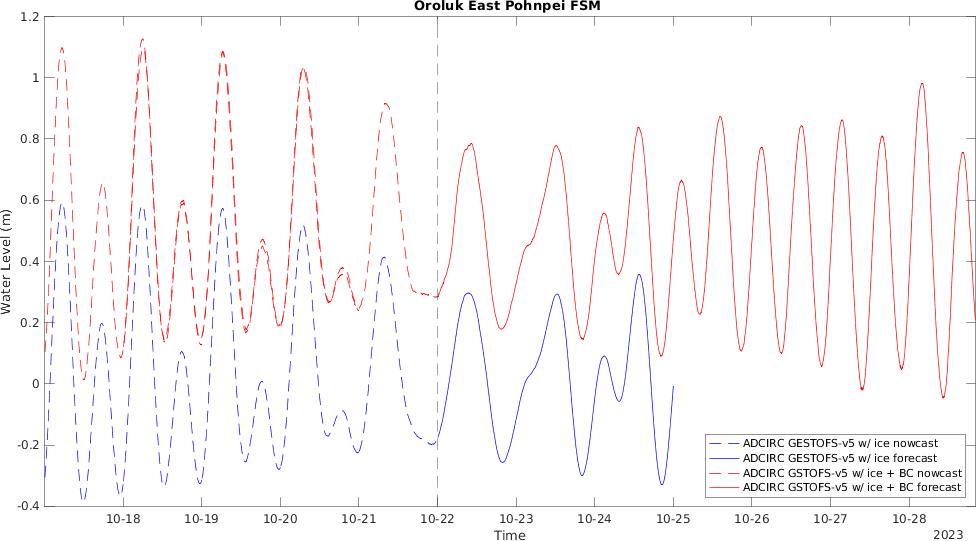 Oroluk East Pohnpei FSM
1.2
1
0.8
0.6
0.4
0.2
0
-0.2
-0.4
Water Level (m)
ADCIRC GESTOFS-v5 w/ ice nowcast
ADCIRC GESTOFS-v5 w/ ice forecast
ADCIRC GSTOFS-v5 w/ ice + BC nowcast
ADCIRC GSTOFS-v5 w/ ice + BC forecast
10-18 10-19 10-20 10-21 10-22 10-23 10-24 10-25 10-26 10-27 10-28
Time
2023